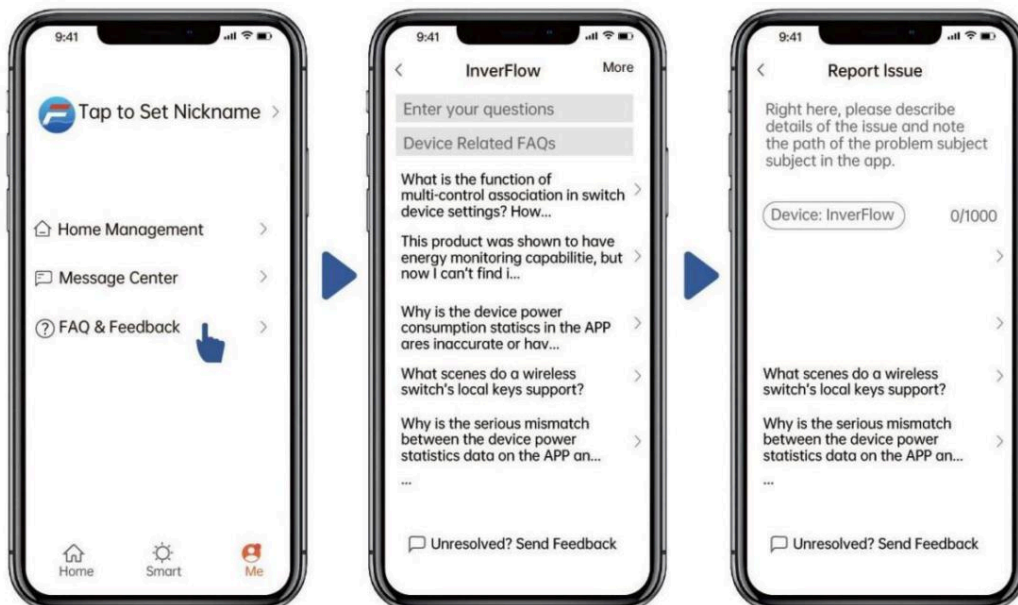 9:41
Tap to Set Nickname
Home Management
Message Center
FAQ & Feedback
Home
Smart
Me
9:41
InverFlow
More
Enter your questions
Device Related FAQs
What is the function of
multi-control association in switch
device settings? How...
This product was shown to have
energy monitoring capabilitie, but
now I can't find i...
Why is the device power
consumption statiscs in the APP
ares inaccurate or hav...
What scenes do a wireless
switch's local keys support?
Why is the serious mismatch
between the device power
statistics data on the APP an...
...
Unresolved? Send Feedback
9:41
Report Issue
Right here, please describe
details of the issue and note
the path of the problem subject
subject in the app.
Device: InverFlow
0/1000
What scenes do a wireless
switch's local keys support?
Why is the serious mismatch
between the device power
statistics data on the APP an...
...
Unresolved? Send Feedback